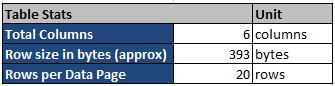 Table Stats Unit
Total Columns 6 columns
Row size in bytes (approx) 393 bytes
Rows per Data Page 20 rows